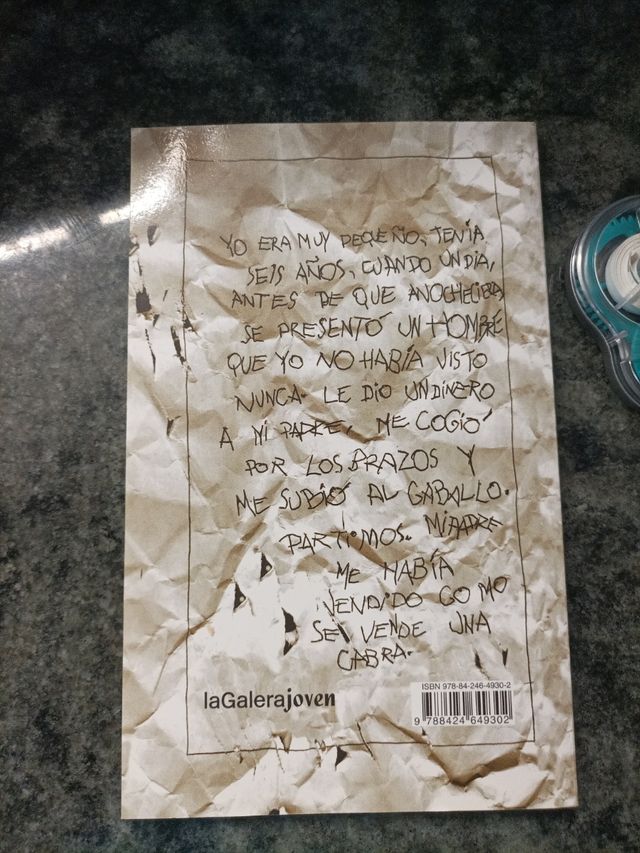 YO ERA MUY PEQUEÑO, TENÍA
SEIS AÑOS, CUANDO UN DÍA,
ANTES DE QUE ANOCHECIERA,
SE PRESENTÓ UN HOMBRE
QUE YO NO HABÍA VISTO
NUNCA. LE DIO UN DINERO
A MI PADRE, ME COGIÓ
POR LOS BRAZOS Y
ME SUBIÓ AL CABALLO.
PARTIMOS. MI PADRE
ME HABÍA
VENDIDO COMO
SE VENDE UNA
CABRA.
laGalerajoven
ISBN 978-84-246-4930-2
9 788424 649302